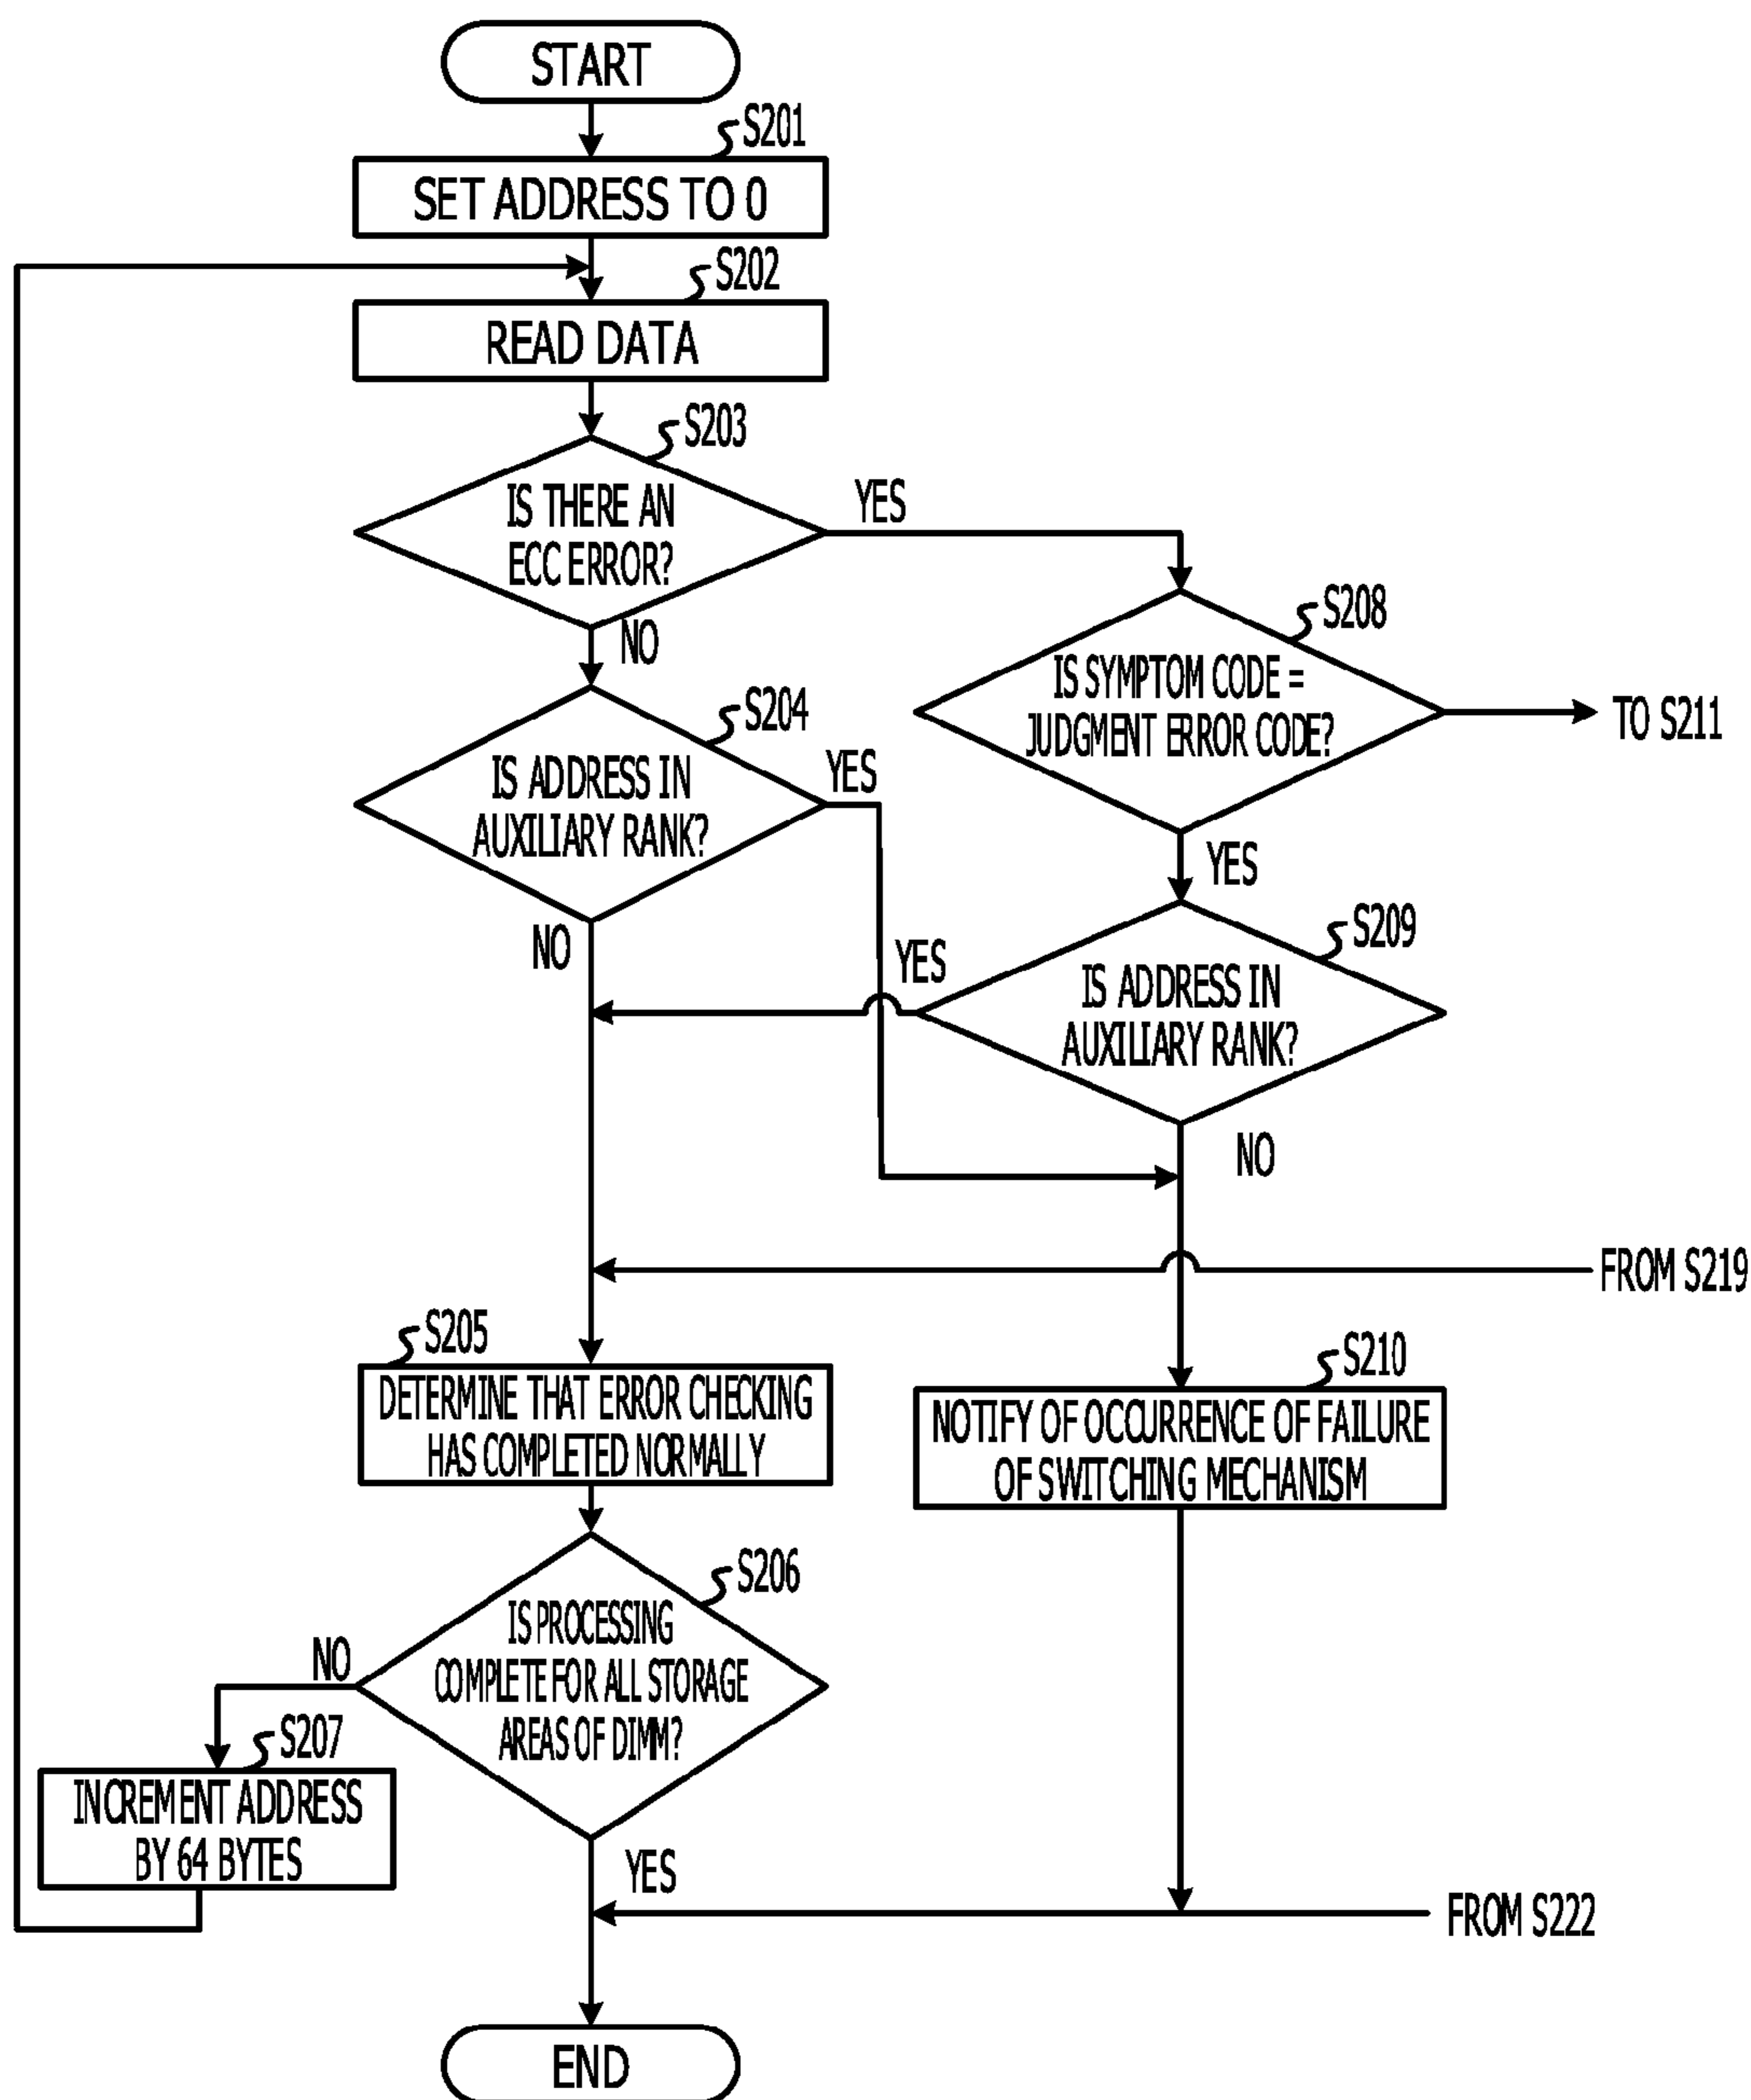 START
S201
SET ADDRESS TO 0
S202
READ DATA
S203
IS THERE AN
ECC ERROR?
YES
NO
S208
IS SYMPTOM CODE =
JUDGMENT ERROR CODE?
TO S211
YES
S204
IS ADDRESS IN
AUXILIARY RANK?
YES
NO
S209
IS ADDRESS IN
AUXILIARY RANK?
YES
NO
FROM S219
S205
DETERMINE THAT ERROR CHECKING
HAS COMPLETED NORMALLY
S210
NOTIFY OF OCCURRENCE OF FAILURE
OF SWITCHING MECHANISM
S206
IS PROCESSING
COMPLETE FOR ALL STORAGE
AREAS OF DIMM?
NO
S207
INCREMENT ADDRESS
BY 64 BYTES
YES
FROM S222
END